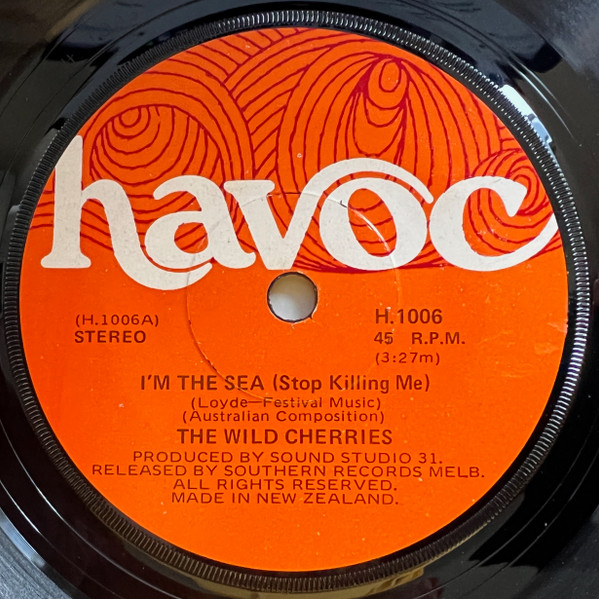 havoc
(H.1006A)
STEREO
H.1006
45 R.P.M.
(3:27m)
I'M THE SEA (Stop Killing Me)
(Loyde—Festival Music)
(Australian Composition)
THE WILD CHERRIES
PRODUCED BY SOUND STUDIO 31.
RELEASED BY SOUTHERN RECORDS MELB.
ALL RIGHTS RESERVED.
MADE IN NEW ZEALAND.